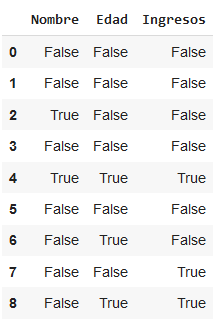 Nombre Edad Ingresos
0 False False False
1 False False False
2 True False False
3 False False False
4 True True True
5 False False False
6 False True False
7 False False True
8 False True True